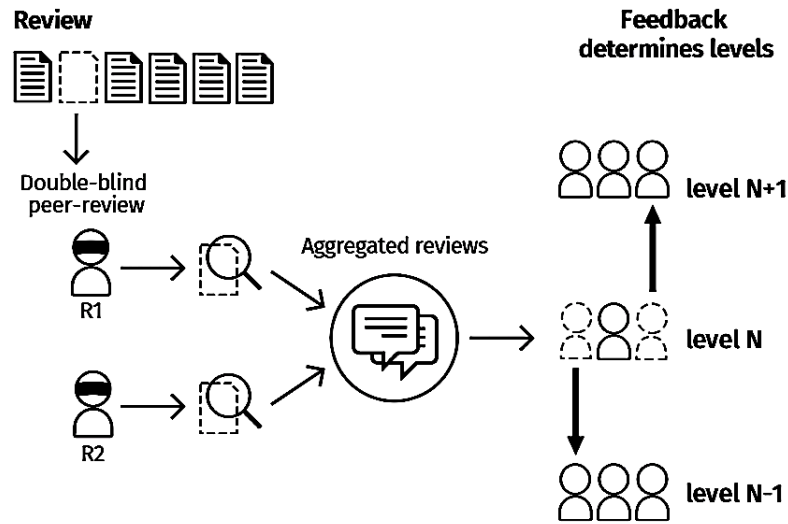 Review
Feedback
determines levels
Double-blind
peer-review
R1
R2
Aggregated reviews
level N+1
level N
level N-1